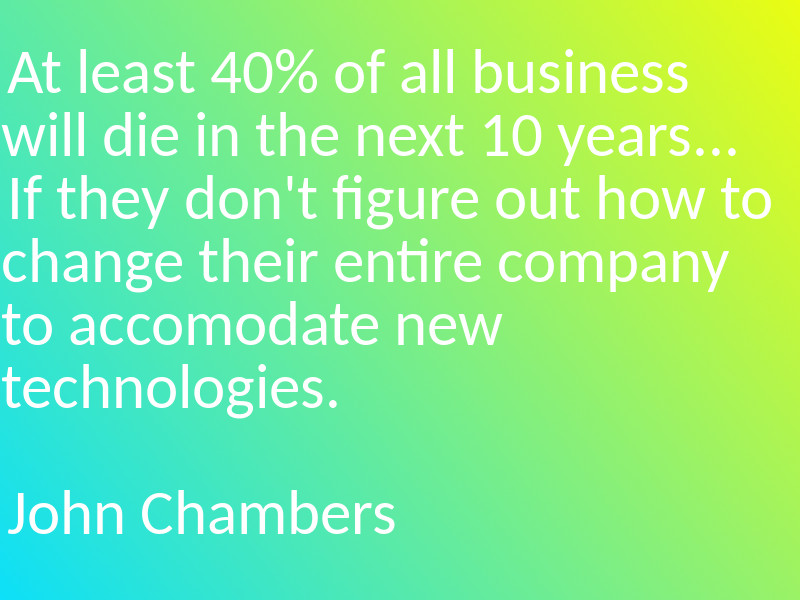 At least 40% of all business
will die in the next 10 years...
If they don't figure out how to
change their entire company
to accomodate new
technologies.
John Chambers